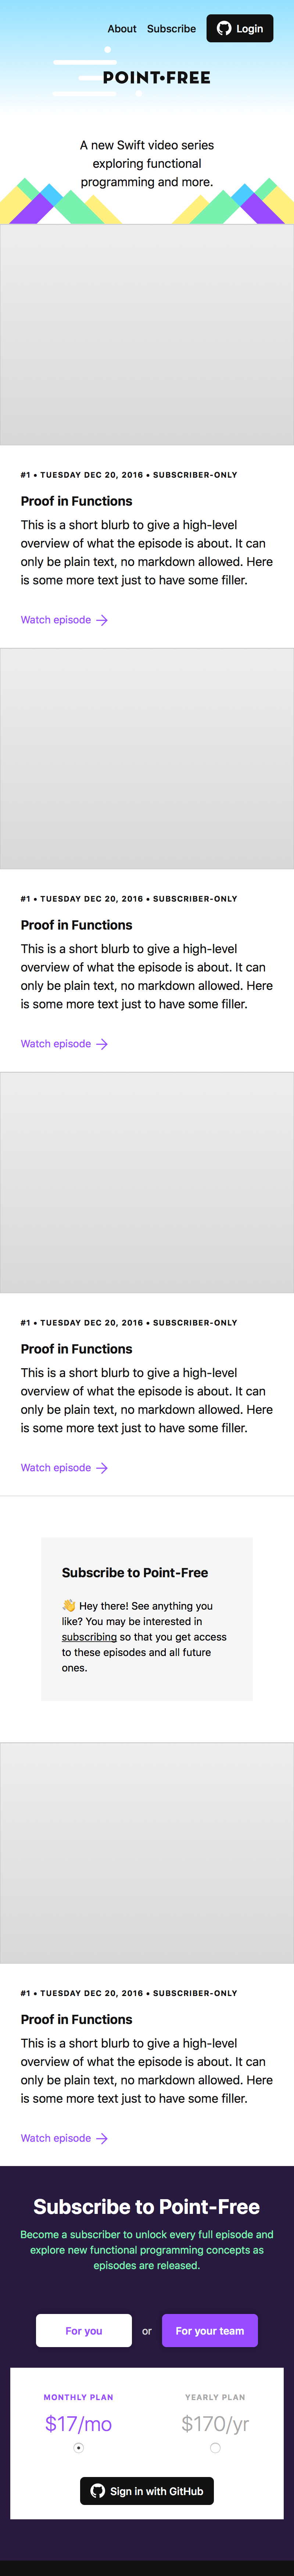 About Subscribe Login
POINT•FREE
A new Swift video series
exploring functional
programming and more.
#1 • TUESDAY DEC 20, 2016 • SUBSCRIBER-ONLY
Proof in Functions
This is a short blurb to give a high-level
overview of what the episode is about. It can
only be plain text, no markdown allowed. Here
is some more text just to have some filler.
Watch episode →
#1 • TUESDAY DEC 20, 2016 • SUBSCRIBER-ONLY
Proof in Functions
This is a short blurb to give a high-level
overview of what the episode is about. It can
only be plain text, no markdown allowed. Here
is some more text just to have some filler.
Watch episode →
#1 • TUESDAY DEC 20, 2016 • SUBSCRIBER-ONLY
Proof in Functions
This is a short blurb to give a high-level
overview of what the episode is about. It can
only be plain text, no markdown allowed. Here
is some more text just to have some filler.
Watch episode →
Subscribe to Point-Free
👋 Hey there! See anything you
like? You may be interested in
subscribing so that you get access
to these episodes and all future
ones.
#1 • TUESDAY DEC 20, 2016 • SUBSCRIBER-ONLY
Proof in Functions
This is a short blurb to give a high-level
overview of what the episode is about. It can
only be plain text, no markdown allowed. Here
is some more text just to have some filler.
Watch episode →
Subscribe to Point-Free
Become a subscriber to unlock every full episode and
explore new functional programming concepts as
episodes are released.
For you or For your team
MONTHLY PLAN YEARLY PLAN
$17/mo $170/yr
Sign in with GitHub